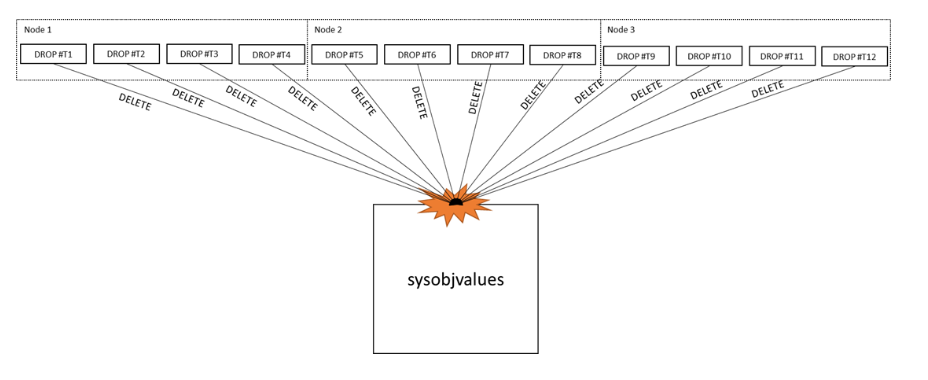 Node 1
Node 2
Node 3
DROP #T1
DROP #T2
DROP #T3
DROP #T4
DROP #T5
DROP #T6
DROP #T7
DROP #T8
DROP #T9
DROP #T10
DROP #T11
DROP #T12
DELETE
DELETE
DELETE
DELETE
DELETE
DELETE
DELETE
DELETE
DELETE
DELETE
DELETE
DELETE
sysobjvalues